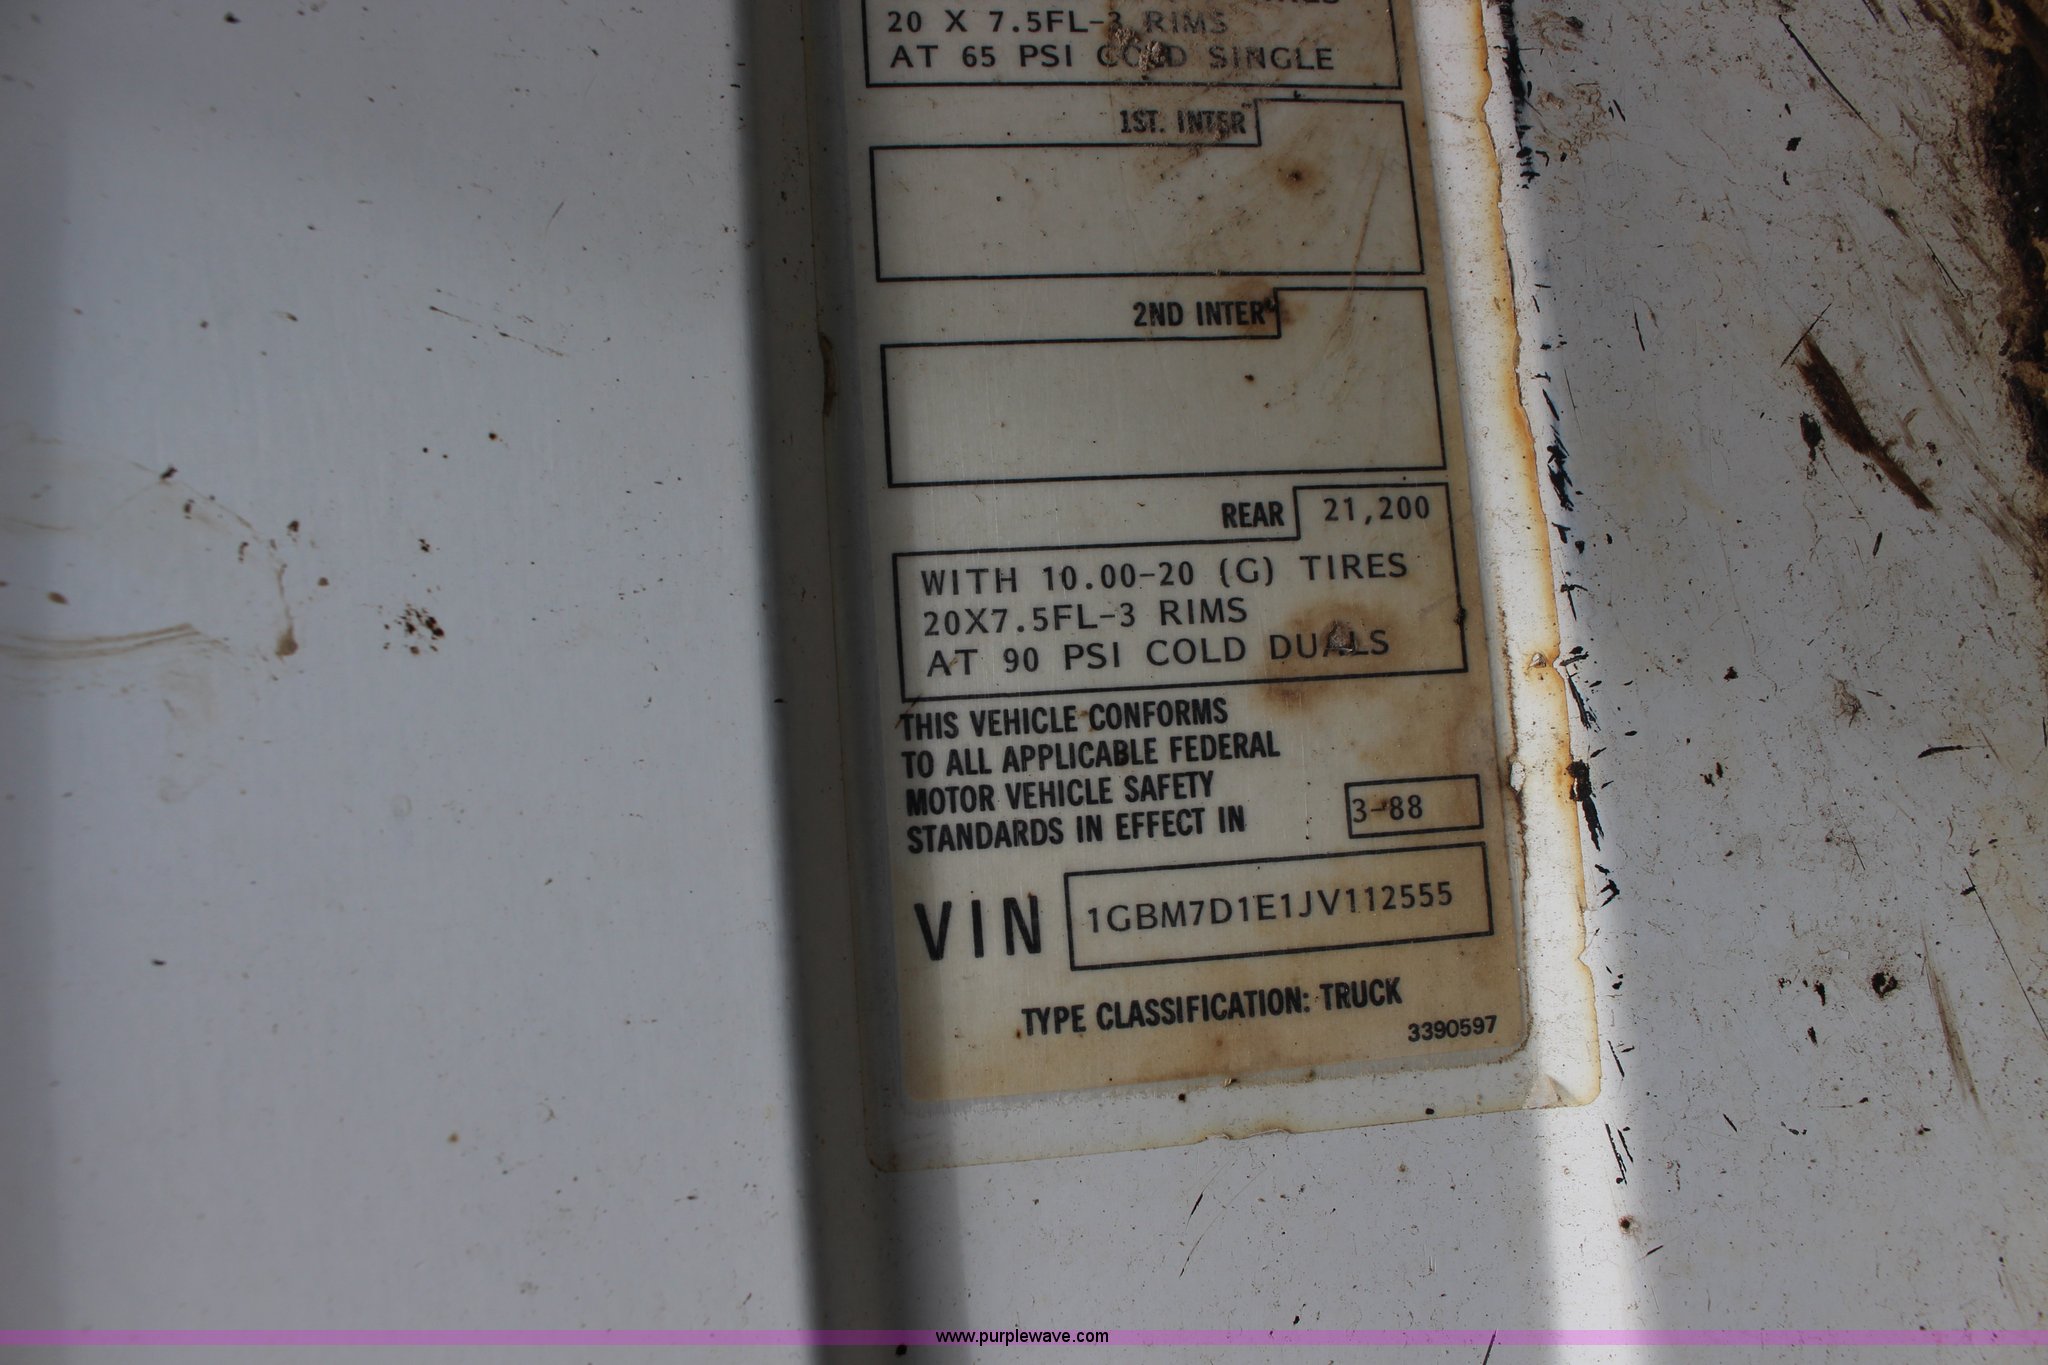 20 X 7.5FL-3 RIMS
AT 65 PSI COLD SINGLE
1ST. INTER
2ND INTER
REAR 21,200
WITH 10.00-20 (G) TIRES
20X7.5FL-3 RIMS
AT 90 PSI COLD DUALS
THIS VEHICLE CONFORMS
TO ALL APPLICABLE FEDERAL
MOTOR VEHICLE SAFETY
STANDARDS IN EFFECT IN 3-88
VIN 1GBM7D1E1JV112555
TYPE CLASSIFICATION: TRUCK
3390597
www.purplewave.com